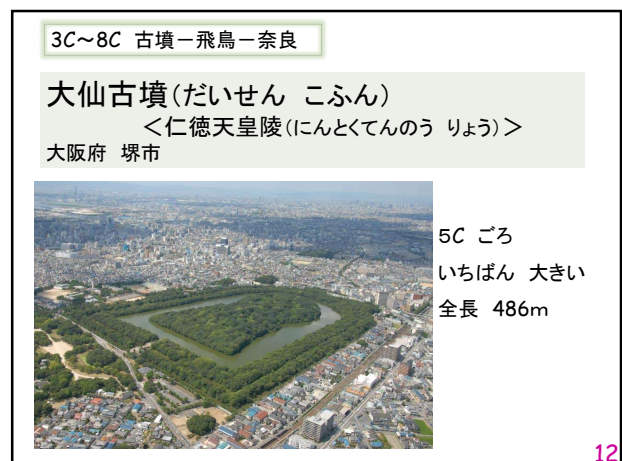 3C～8C 古墳－飛鳥－奈良
大仙古墳(だいせん こふん)
＜仁徳天皇陵(にんとくてんのう りょう)＞
大阪府 堺市
5C ごろ
いちばん 大きい
全長 486m
12